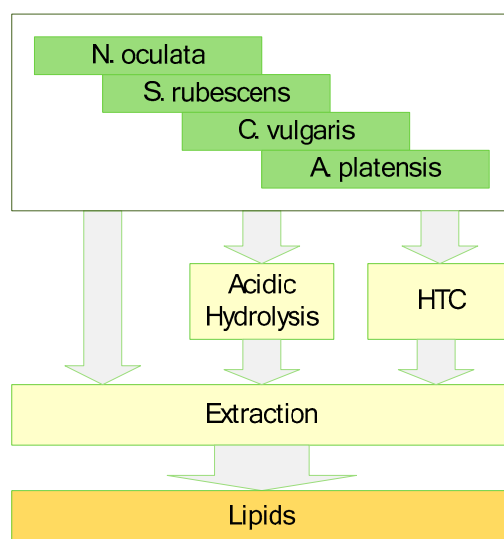 N. oculata
S. rubescens
C. vulgaris
A. platensis
Acidic
Hydrolysis
HTC
Extraction
Lipids